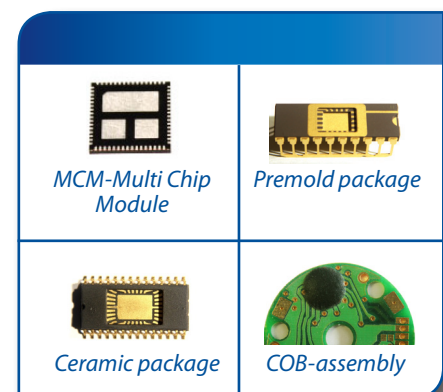 MCM-Multi Chip
Module
Premold package
Ceramic package
COB-assembly